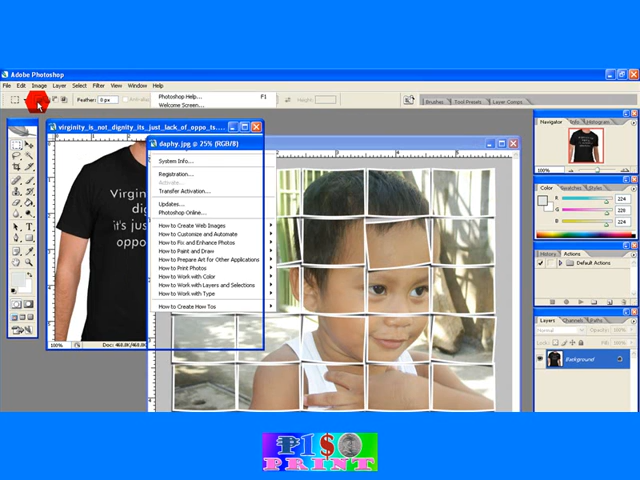 Adobe Photoshop
File Edit Image Layer Select Filter View Window Help
Feather: 0 px
Height:
Brushes Tool Presets Layer Comps
Photoshop Help... F1
Welcome Screen...
virginity_is_not_dignity_its_just_lack_of_oppo_ts....
daphy.jpg @ 25% (RGB/8)
System Info...
Registration...
Activate...
Transfer Activation...
Updates...
Photoshop Online...
How to Create Web Images
How to Customize and Automate
How to Fix and Enhance Photos
How to Paint and Draw
How to Prepare Art for Other Applications
How to Print Photos
How to Work with Color
How to Work with Layers and Selections
How to Work with Type
How to Create How Tos
Virgin
dig
it's jus
oppo
100% Doc: 468.8K/468.8K
Navigator Info Histogram
100%
Color Swatches Styles
R 224
G 228
B 224
History Actions
Default Actions
Layers Channels Paths
Normal Opacity: 100%
Lock: Fill: 100%
Background
₱1$O
PRINT